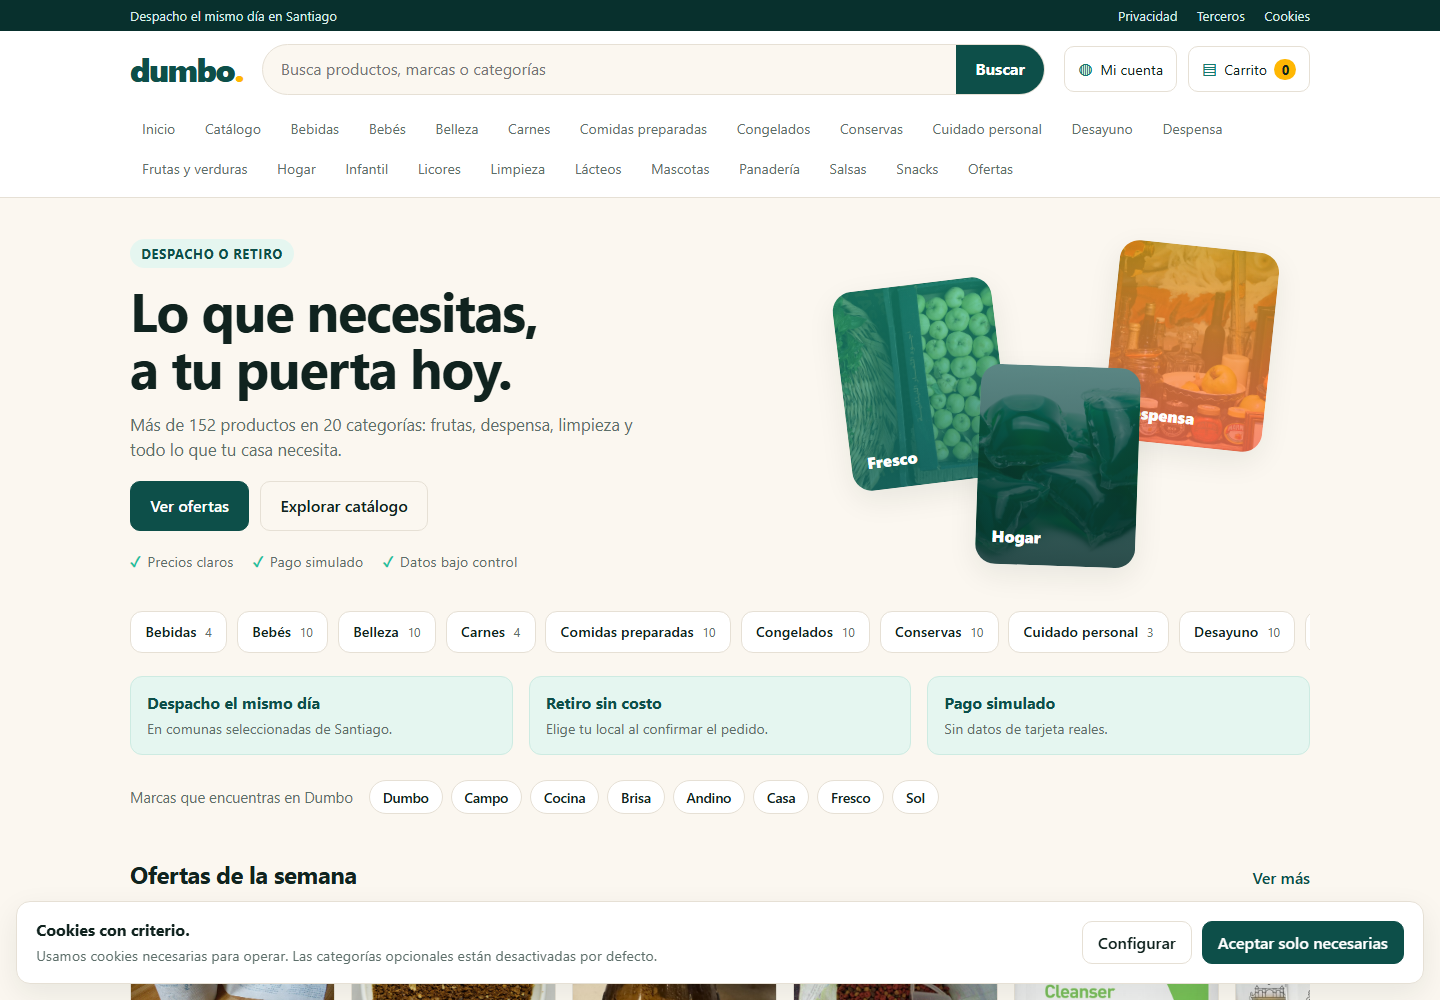 Despacho el mismo día en Santiago
Privacidad Terceros Cookies
dumbo.
Busca productos, marcas o categorías
Buscar
Mi cuenta
Carrito 0
Inicio Catálogo Bebidas Bebés Belleza Carnes Comidas preparadas Congelados Conservas Cuidado personal Desayuno Despensa
Frutas y verduras Hogar Infantil Licores Limpieza Lácteos Mascotas Panadería Salsas Snacks Ofertas
DESPACHO O RETIRO
Lo que necesitas,
a tu puerta hoy.
Más de 152 productos en 20 categorías: frutas, despensa, limpieza y
todo lo que tu casa necesita.
Ver ofertas
Explorar catálogo
✓ Precios claros ✓ Pago simulado ✓ Datos bajo control
Fresco
Hogar
spensa
Bebidas 4 Bebés 10 Belleza 10 Carnes 4 Comidas preparadas 10 Congelados 10 Conservas 10 Cuidado personal 3 Desayuno 10
Despacho el mismo día
En comunas seleccionadas de Santiago.
Retiro sin costo
Elige tu local al confirmar el pedido.
Pago simulado
Sin datos de tarjeta reales.
Marcas que encuentras en Dumbo Dumbo Campo Cocina Brisa Andino Casa Fresco Sol
Ofertas de la semana
Ver más
Cookies con criterio.
Usamos cookies necesarias para operar. Las categorías opcionales están desactivadas por defecto.
Configurar
Aceptar solo necesarias
Cleanser